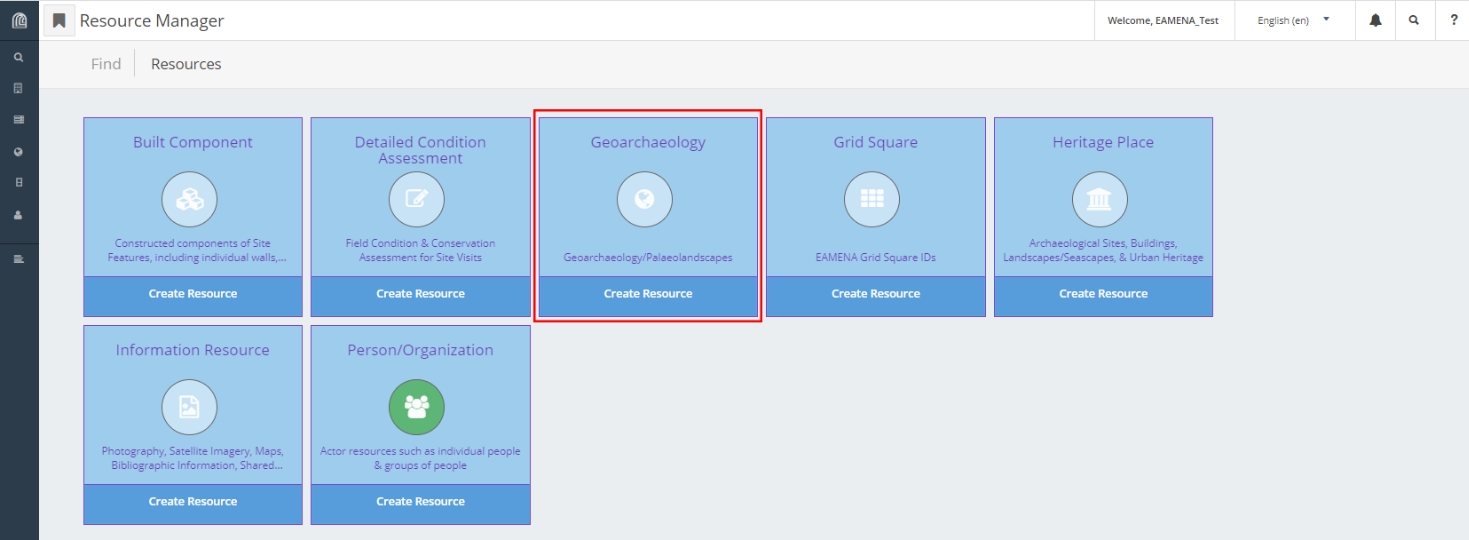 Resource Manager
Welcome, EAMENA_Test
English (en)
?
Find
Resources
Built Component
Constructed components of Site
Features, including individual walls,...
Create Resource
Detailed Condition
Assessment
Field Condition & Conservation
Assessment for Site Visits
Create Resource
Geoarchaeology
Geoarchaeology/Palaeolandscapes
Create Resource
Grid Square
EAMENA Grid Square IDs
Create Resource
Heritage Place
Archaeological Sites, Buildings,
Landscapes/Seascapes, & Urban Heritage
Create Resource
Information Resource
Photography, Satellite Imagery, Maps,
Bibliographic Information, Shared...
Create Resource
Person/Organization
Actor resources such as individual people
& groups of people
Create Resource